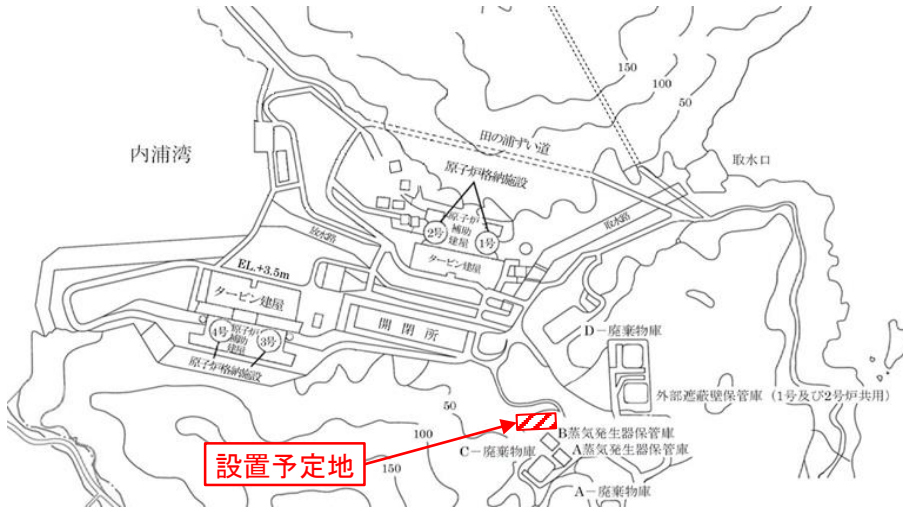 150
100
50
田の浦ずい道
取水口
内浦湾
原子炉格納施設
原子炉
補助
建屋
2号
1号
取水路
放水路
タービン建屋
EL.+3.5m
タービン建屋
開閉所
4号
原子炉
補助
建屋
3号
原子炉格納施設
D－廃棄物庫
外部遮蔽壁保管庫（1号及び2号炉共用）
50
100
150
設置予定地
B蒸気発生器保管庫
C－廃棄物庫
A蒸気発生器保管庫
A－廃棄物庫